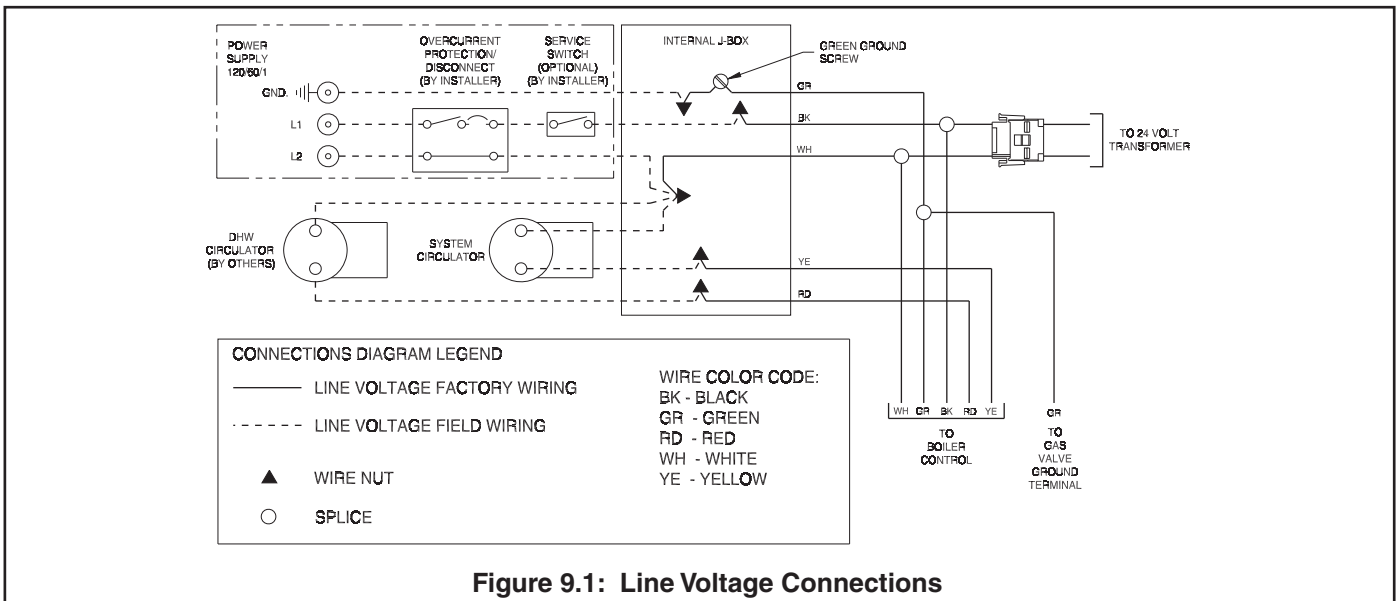 POWER
SUPPLY
120/60/1
OVERCURRENT
PROTECTION/
DISCONNECT
(BY INSTALLER)
SERVICE
SWITCH
(OPTIONAL)
(BY INSTALLER)
INTERNAL J-BOX
GREEN GROUND
SCREW
GND.
GR
L1
BK
TO 24 VOLT
TRANSFORMER
L2
WH
DHW
CIRCULATOR
(BY OTHERS)
SYSTEM
CIRCULATOR
YE
RD
CONNECTIONS DIAGRAM LEGEND
LINE VOLTAGE FACTORY WIRING
LINE VOLTAGE FIELD WIRING
WIRE NUT
SPLICE
WIRE COLOR CODE:
BK - BLACK
GR - GREEN
RD - RED
WH - WHITE
YE - YELLOW
WH GR BK RD YE
TO
BOILER
CONTROL
GR
TO
GAS
VALVE
GROUND
TERMINAL
Figure 9.1: Line Voltage Connections